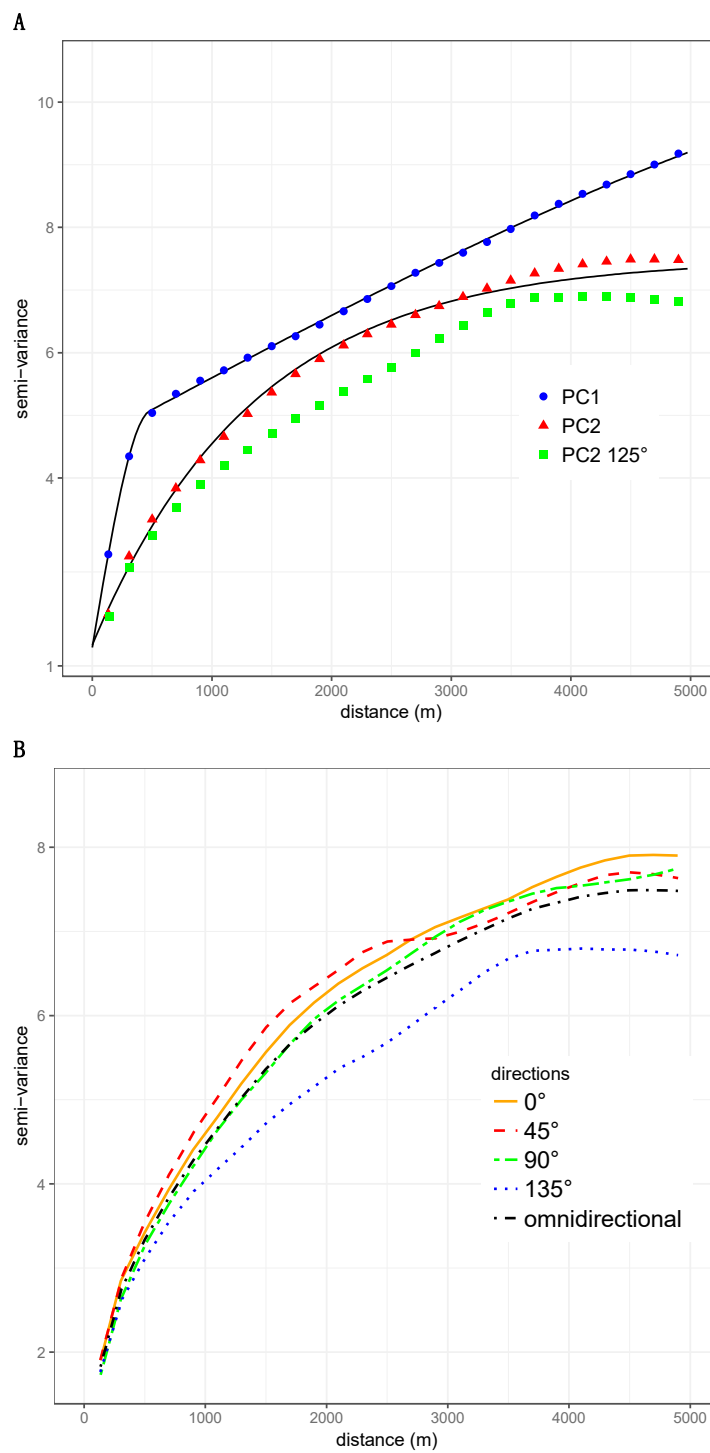 A
10
8
6
4
1
semi-variance
PC1
PC2
PC2 125°
0 1000 2000 3000 4000 5000
distance (m)
B
8
6
4
2
semi-variance
directions
0°
45°
90°
135°
omnidirectional
0 1000 2000 3000 4000 5000
distance (m)